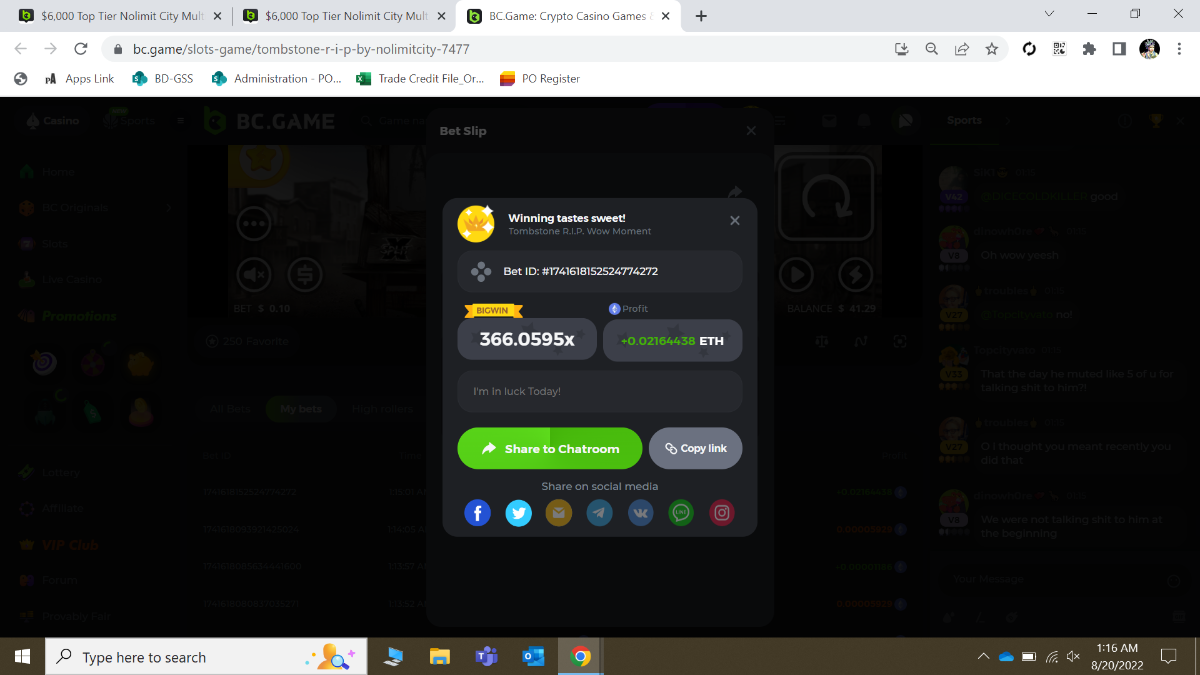 $6,000 Top Tier Nolimit City Mult
$6,000 Top Tier Nolimit City Mult
BC.Game: Crypto Casino Games
bc.game/slots-game/tombstone-r-i-p-by-nolimitcity-7477
Apps Link
BD-GSS
Administration - PO...
Trade Credit File_Or...
PO Register
Casino
Sports
BC.GAME
Game na
Bet Slip
Sports
Home
BC Originals
Slots
Live Casino
Promotions
BET $ 0.10
BALANCE $ 41.29
250 Favorite
All Bets
My bets
High rollers
Lottery
Affiliate
VIP Club
Forum
Provably Fair
Winning tastes sweet!
Tombstone R.I.P. Wow Moment
Bet ID: #1741618152524774272
BIGWIN
Profit
366.0595x
+0.02164438 ETH
I'm In luck Today!
Share to Chatroom
Copy link
Share on social media
LINE
good
Oh wow yeesh
no!
That the day he muted like 5 of u for
talking shit to him?!
O I thought you meant recently you
did that
We were not talking shit to him at
the beginning
Your Message
Type here to search
1:16 AM
8/20/2022